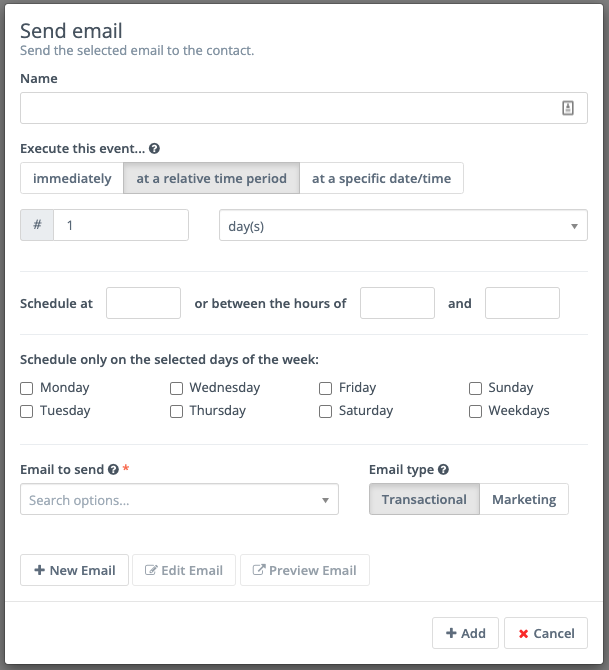 Send email
Send the selected email to the contact.
Name
Execute this event...
immediately at a relative time period at a specific date/time
# 1 day(s)
Schedule at or between the hours of and
Schedule only on the selected days of the week:
Monday Wednesday Friday Sunday
Tuesday Thursday Saturday Weekdays
Email to send * Email type
Search options... Transactional Marketing
+ New Email Edit Email Preview Email
+ Add Cancel